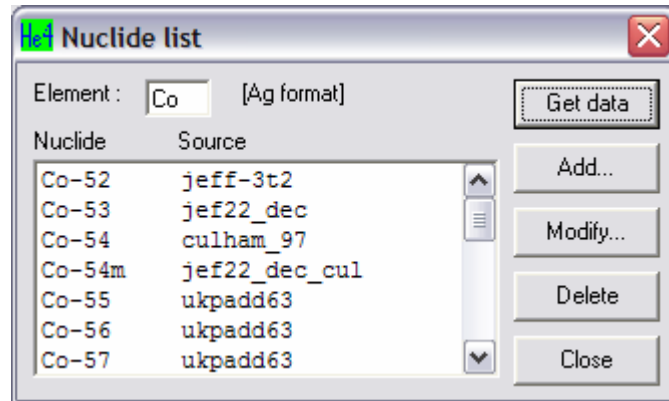 He4 Nuclide list
Element : Co [Ag format]
Get data
Nuclide Source
Co-52 jeff-3t2
Co-53 jef22_dec
Co-54 culham_97
Co-54m jef22_dec_cul
Co-55 ukpadd63
Co-56 ukpadd63
Co-57 ukpadd63
Add...
Modify...
Delete
Close